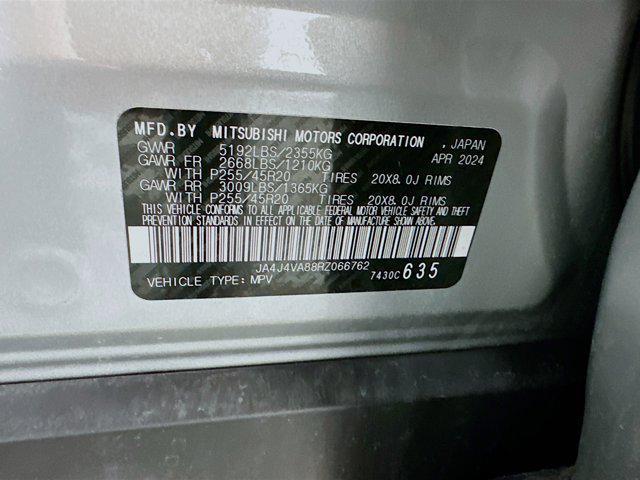 MFD.BY MITSUBISHI MOTORS CORPORATION , JAPAN
GVWR 5192LBS/2355KG APR 2024
GAWR FR 2668LBS/1210KG
WITH P255/45R20 TIRES 20X8.0J RIMS
GAWR RR 3009LBS/1365KG
WITH P255/45R20 TIRES 20X8.0J RIMS
THIS VEHICLE CONFORMS TO ALL APPLICABLE FEDERAL MOTOR VEHICLE SAFETY AND THEFT
PREVENTION STANDARDS IN EFFECT ON THE DATE OF MANUFACTURE SHOWN ABOVE.
JA4J4VA88RZ066762
VEHICLE TYPE: MPV 7430C 635